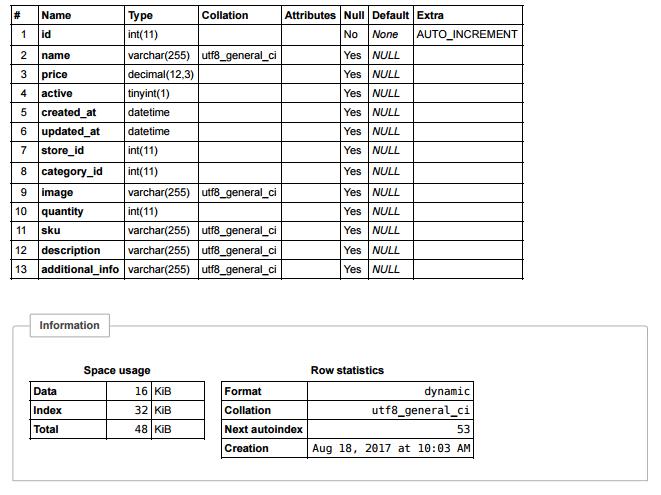 # Name Type Collation Attributes Null Default Extra
1 id int(11) No None AUTO_INCREMENT
2 name varchar(255) utf8_general_ci Yes NULL
3 price decimal(12,3) Yes NULL
4 active tinyint(1) Yes NULL
5 created_at datetime Yes NULL
6 updated_at datetime Yes NULL
7 store_id int(11) Yes NULL
8 category_id int(11) Yes NULL
9 image varchar(255) utf8_general_ci Yes NULL
10 quantity int(11) Yes NULL
11 sku varchar(255) utf8_general_ci Yes NULL
12 description varchar(255) utf8_general_ci Yes NULL
13 additional_info varchar(255) utf8_general_ci Yes NULL
Information
Space usage
Data 16 KiB
Index 32 KiB
Total 48 KiB
Row statistics
Format dynamic
Collation utf8_general_ci
Next autoindex 53
Creation Aug 18, 2017 at 10:03 AM